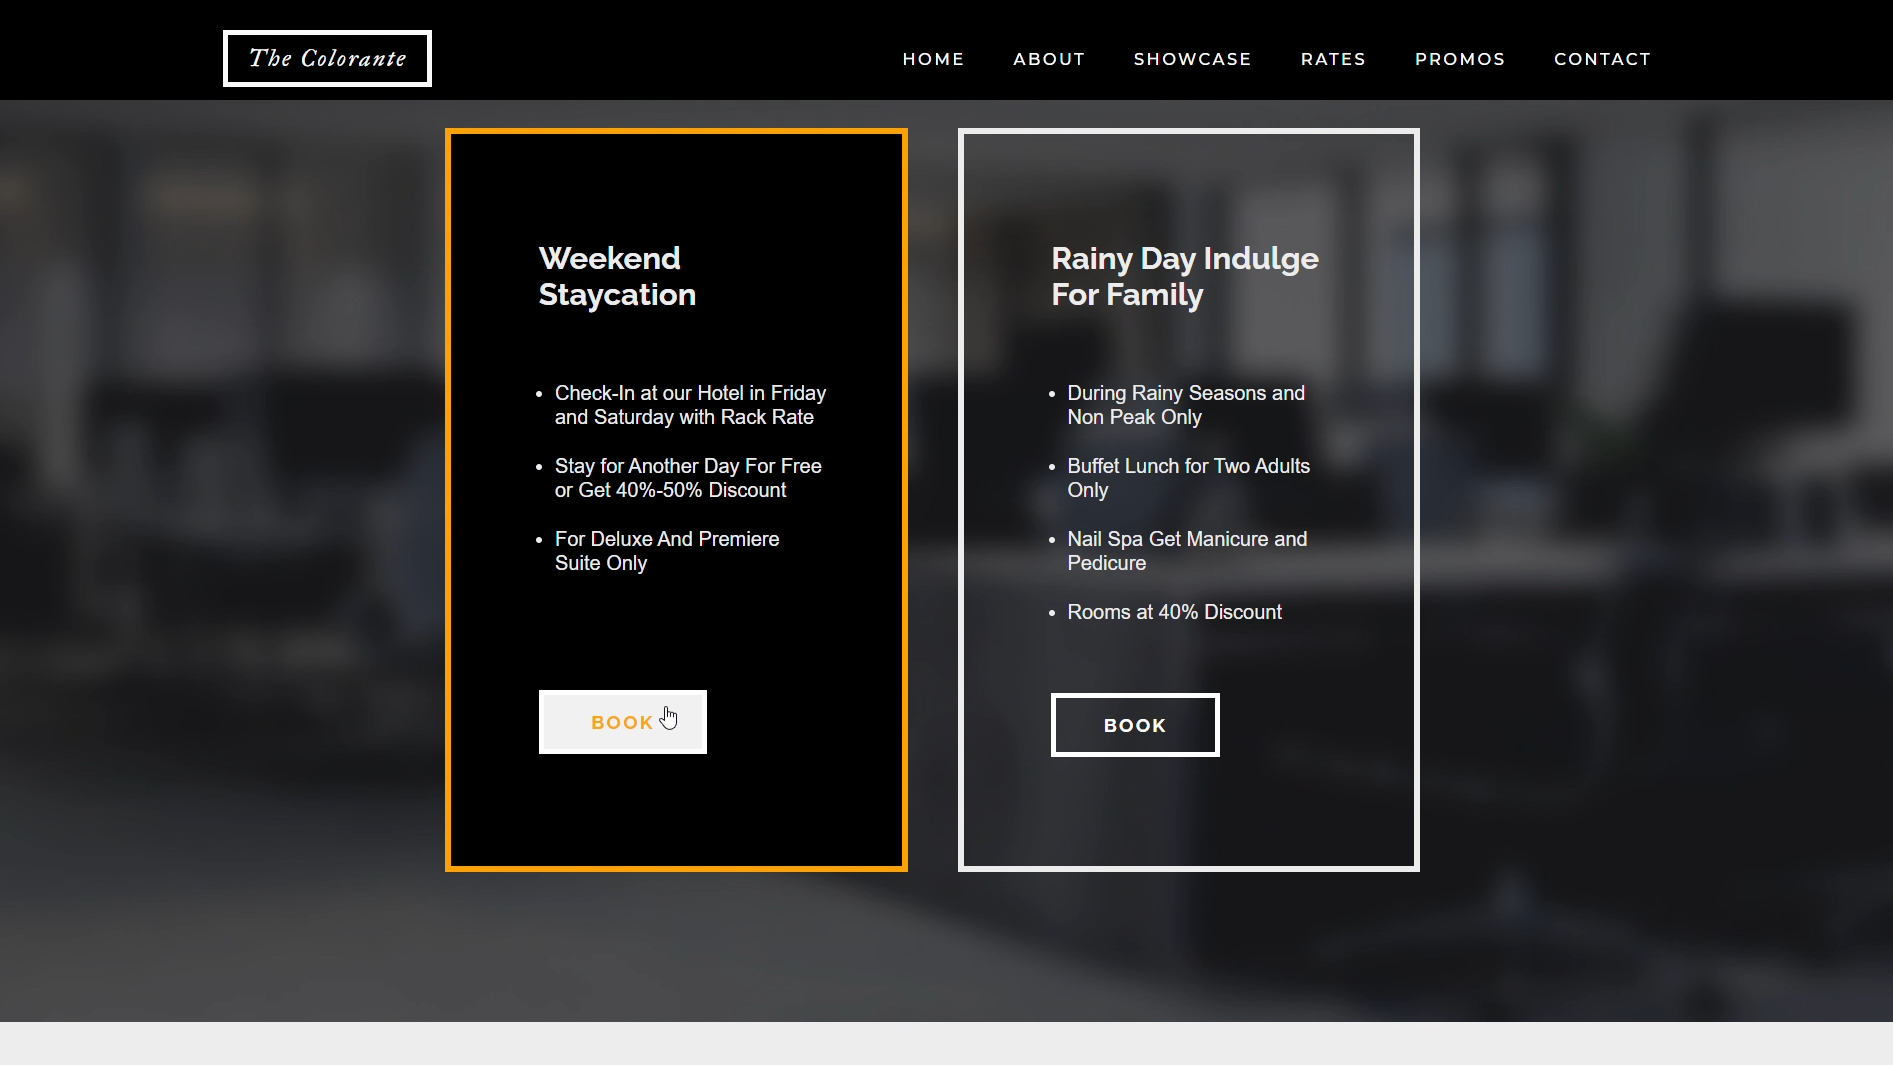 The Colorante
HOME ABOUT SHOWCASE RATES PROMOS CONTACT
Weekend
Staycation
Check-In at our Hotel in Friday
and Saturday with Rack Rate
Stay for Another Day For Free
or Get 40%-50% Discount
For Deluxe And Premiere
Suite Only
BOOK
Rainy Day Indulge
For Family
During Rainy Seasons and
Non Peak Only
Buffet Lunch for Two Adults
Only
Nail Spa Get Manicure and
Pedicure
Rooms at 40% Discount
BOOK